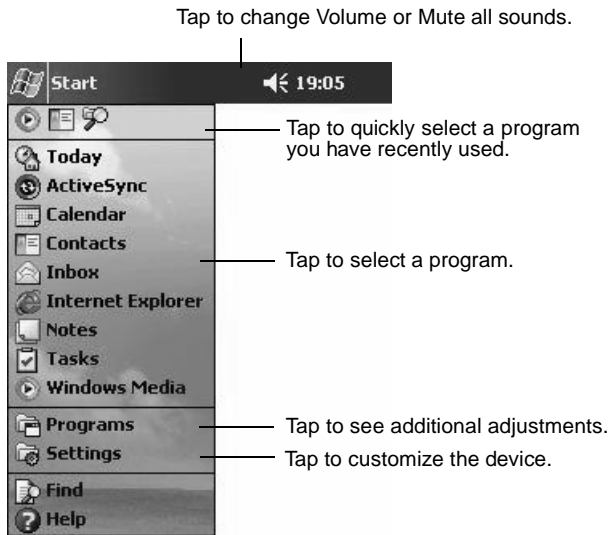 Tap to change Volume or Mute all sounds.
Start 19:05
Tap to quickly select a program
you have recently used.
Today
ActiveSync
Calendar
Contacts
Tap to select a program.
Inbox
Internet Explorer
Notes
Tasks
Windows Media
Programs
Tap to see additional adjustments.
Settings
Tap to customize the device.
Find
Help